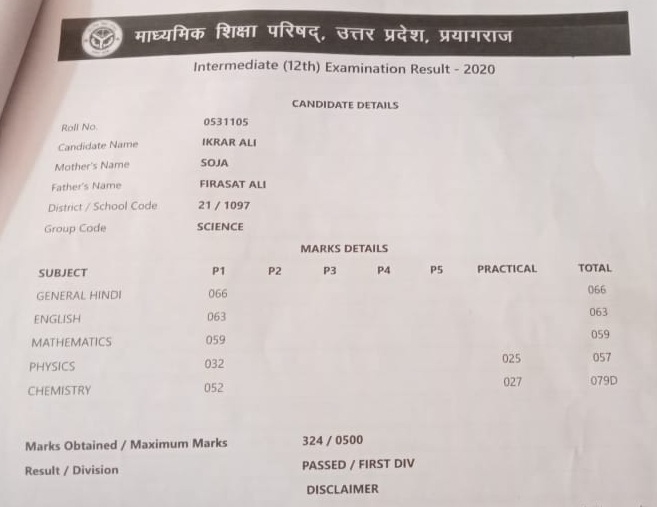 माध्यमिक शिक्षा परिषद्, उत्तर प्रदेश, प्रयागराज
Intermediate (12th) Examination Result - 2020
CANDIDATE DETAILS
Roll No. 0531105
Candidate Name IKRAR ALI
Mother's Name SOJA
Father's Name FIRASAT ALI
District / School Code 21 / 1097
Group Code SCIENCE
MARKS DETAILS
SUBJECT P1 P2 P3 P4 P5 PRACTICAL TOTAL
GENERAL HINDI 066 066
ENGLISH 063 063
MATHEMATICS 059 059
PHYSICS 032 025 057
CHEMISTRY 052 027 079D
Marks Obtained / Maximum Marks 324 / 0500
Result / Division PASSED / FIRST DIV
DISCLAIMER